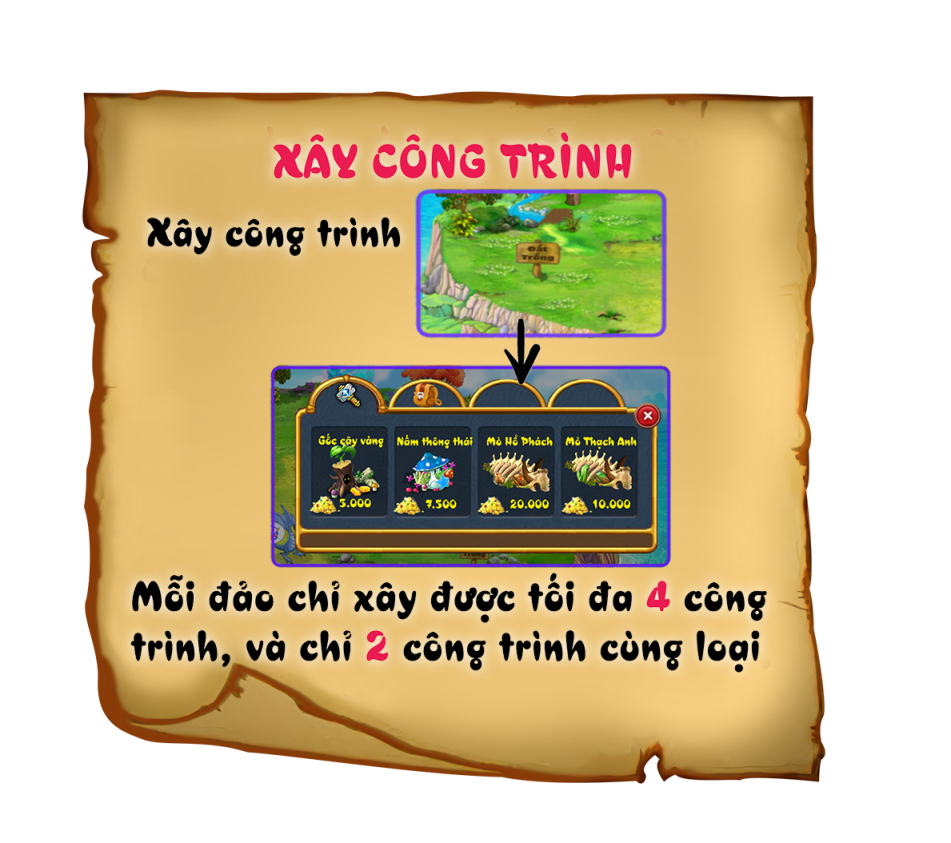 XÂY CÔNG TRÌNH
Xây công trình
Đất
Trống
Gốc cây vàng Nấm thông thái Mỏ Hổ Phách Mỏ Thạch Anh
5.000 7.500 20.000 10.000
Trống
Mỗi đảo chỉ xây được tối đa 4 công
trình, và chỉ 2 công trình cùng loại